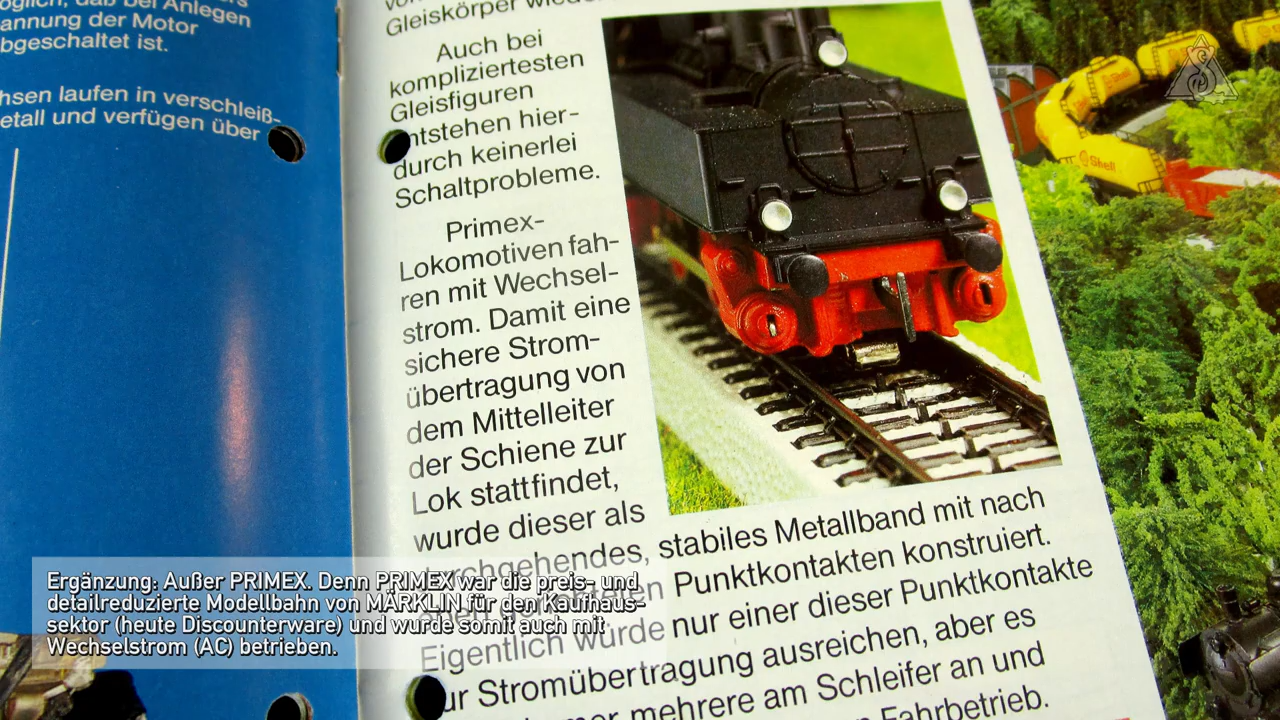 annung der Motor
bgeschaltet ist.
hsen laufen in verschleiß-
etall und verfügen über
Gleiskörper
Auch bei
kompliziertesten
Gleisfiguren
ntstehen hier-
durch keinerlei
Schaltprobleme.
Primex-
Lokomotiven fah-
ren mit Wechsel-
strom. Damit eine
sichere Strom-
übertragung von
dem Mittelleiter
der Schiene zur
Lok stattfindet,
wurde dieser als
durchgehendes, stabiles Metallband mit nach
Punktkontakten konstruiert.
Eigentlich würde nur einer dieser Punktkontakte
ur Stromübertragung ausreichen, aber es
mehrere am Schleifer an und
Fahrbetrieb.
Shell
Shell
Ergänzung: Außer PRIMEX. Denn PRIMEX war die preis- und
detailreduzierte Modellbahn von MÄRKLIN für den Kaufhaus-
sektor (heute Discounterware) und wurde somit auch mit
Wechselstrom (AC) betrieben.